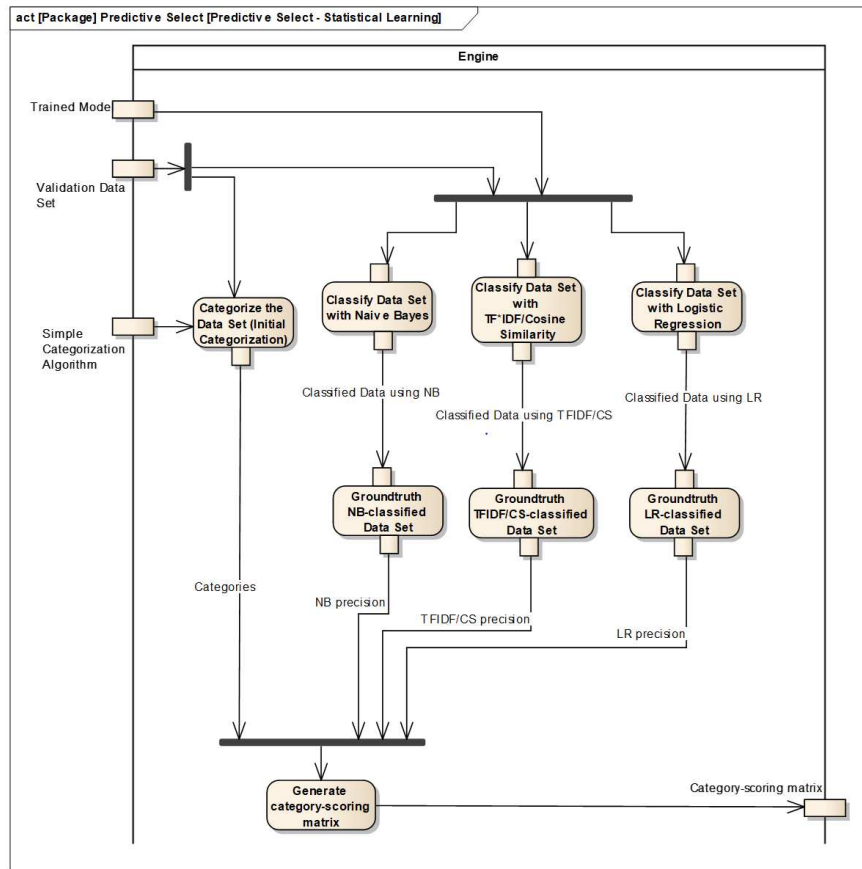 act [Package] Predictive Select [Predictive Select - Statistical Learning]
Engine
Trained Model
Validation Data
Set
Simple
Categorization
Algorithm
Categorize the
Data Set (Initial
Categorization)
Classify Data Set
with Naive Bayes
Classify Data Set
with
TF*IDF/Cosine
Similarity
Classify Data Set
with Logistic
Regression
Classified Data using NB
Classified Data using TFIDF/CS
Classified Data using LR
Groundtruth
NB-classified
Data Set
Groundtruth
TFIDF/CS-classified
Data Set
Groundtruth
LR-classified
Data Set
Categories
NB precision
TFIDF/CS precision
LR precision
Generate
category-scoring
matrix
Category-scoring matrix